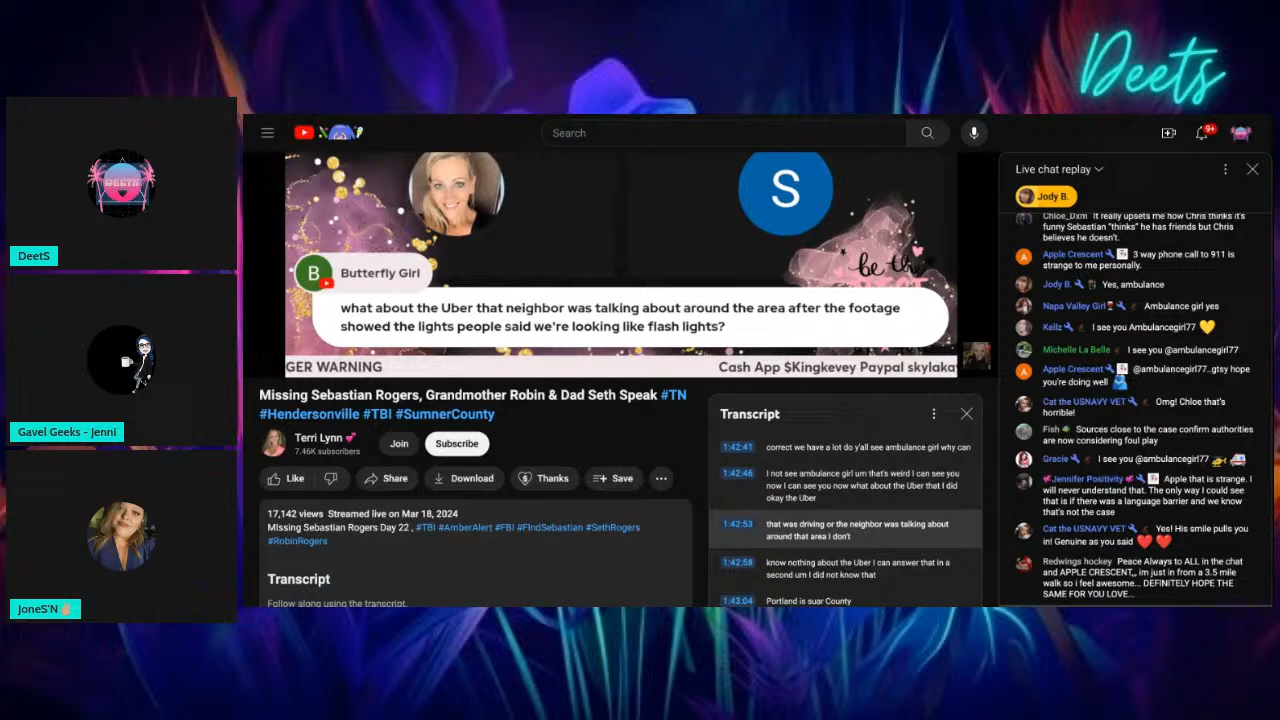 Deets
DEETS
DeetS
Gavel Geeks - Jenni
JoneS'N
Search
9+
S
be the
B
Butterfly Girl
what about the Uber that neighbor was talking about around the area after the footage
showed the lights people said we're looking like flash lights?
GER WARNING
Cash App $Kingkevey Paypal skylaka
Missing Sebastian Rogers, Grandmother Robin & Dad Seth Speak #TN
#Hendersonville #TBI #SumnerCounty
Terri Lynn 💕
7.46K subscribers
Join
Subscribe
Like
Share
Download
Thanks
Save
17,142 views Streamed live on Mar 18, 2024
Missing Sebastian Rogers Day 22 , #TBI #AmberAlert #FBI #FIndSebastian #SethRogers
#RobinRogers
Transcript
Follow along using the transcript.
Transcript
1:42:41 correct we have a lot do y'all see ambulance girl why can
1:42:46 I not see ambulance girl um that's weird I can see you
now I can see you now what about the Uber that I did
okay the Uber
1:42:53 that was driving or the neighbor was talking about
around that area I don't
1:42:58 know nothing about the Uber I can answer that in a
second um I did not know that
1:43:04 Portland is suar County
Live chat replay
Jody B.
Chloe_Dxm It really upsets me how Chris thinks it's
funny Sebastian "thinks" he has friends but Chris
believes he doesn't.
A
Apple Crescent 3 way phone call to 911 is
strange to me personally.
Jody B. Yes, ambulance
Napa Valley Girl Ambulance girl yes
Kellz I see you Ambulancegirl77 💛
Michelle La Belle I see you @ambulancegirl77
A
Apple Crescent @ambulancegirl77..gtsy hope
you're doing well
Cat the USNAVY VET Omg! Chloe that's
horrible!
Fish Sources close to the case confirm authorities
are now considering foul play
Gracie I see you @ambulancegirl77 🚁 🚑
💕Jennifer Positivity 💕 Apple that is strange. I
will never understand that. The only way I could see
that is if there was a language barrier and we know
that's not the case
Cat the USNAVY VET Yes! His smile pulls you
in! Genuine as you said ❤️ ❤️
Redwings hockey Peace Always to ALL in the chat
and APPLE CRESCENT,, im just in from a 3.5 mile
walk so i feel awesome... DEFINITELY HOPE THE
SAME FOR YOU LOVE...